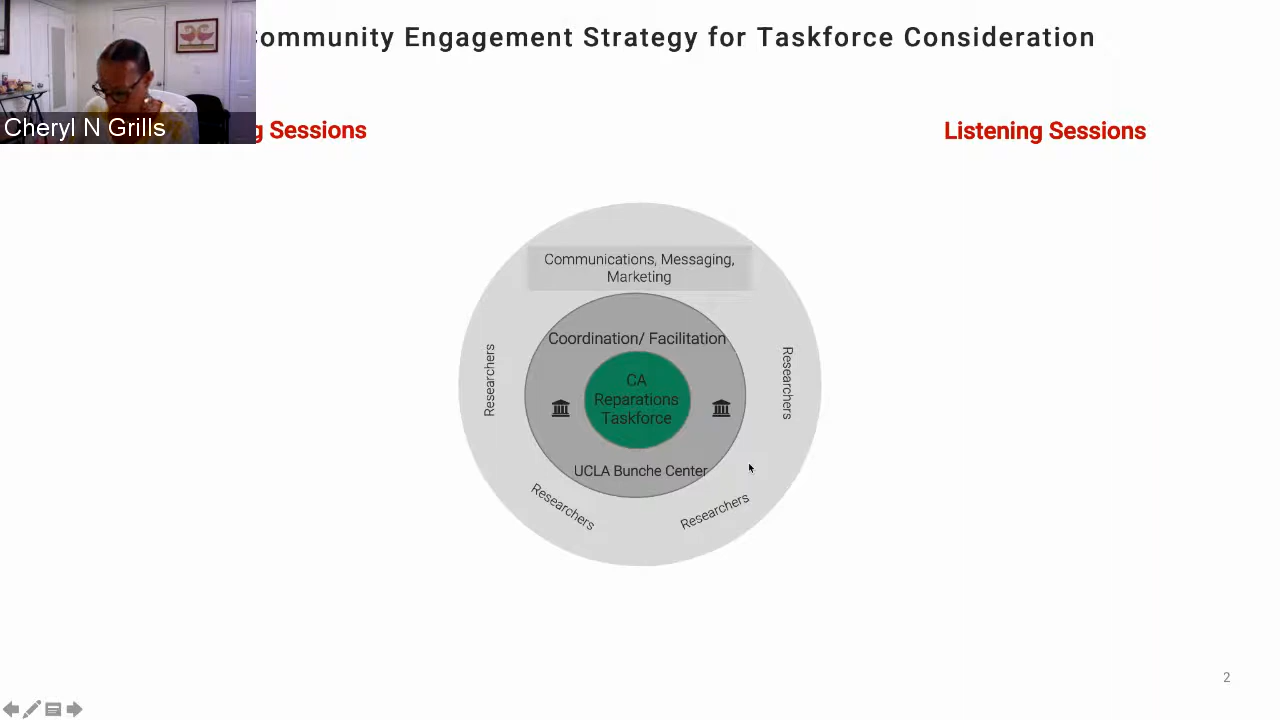 ommunity Engagement Strategy for Taskforce Consideration
Cheryl N Grills
g Sessions
Listening Sessions
Communications, Messaging,
Marketing
Coordination/ Facilitation
Researchers
Researchers
CA
Reparations
Taskforce
UCLA Bunche Center
Researchers
Researchers
2